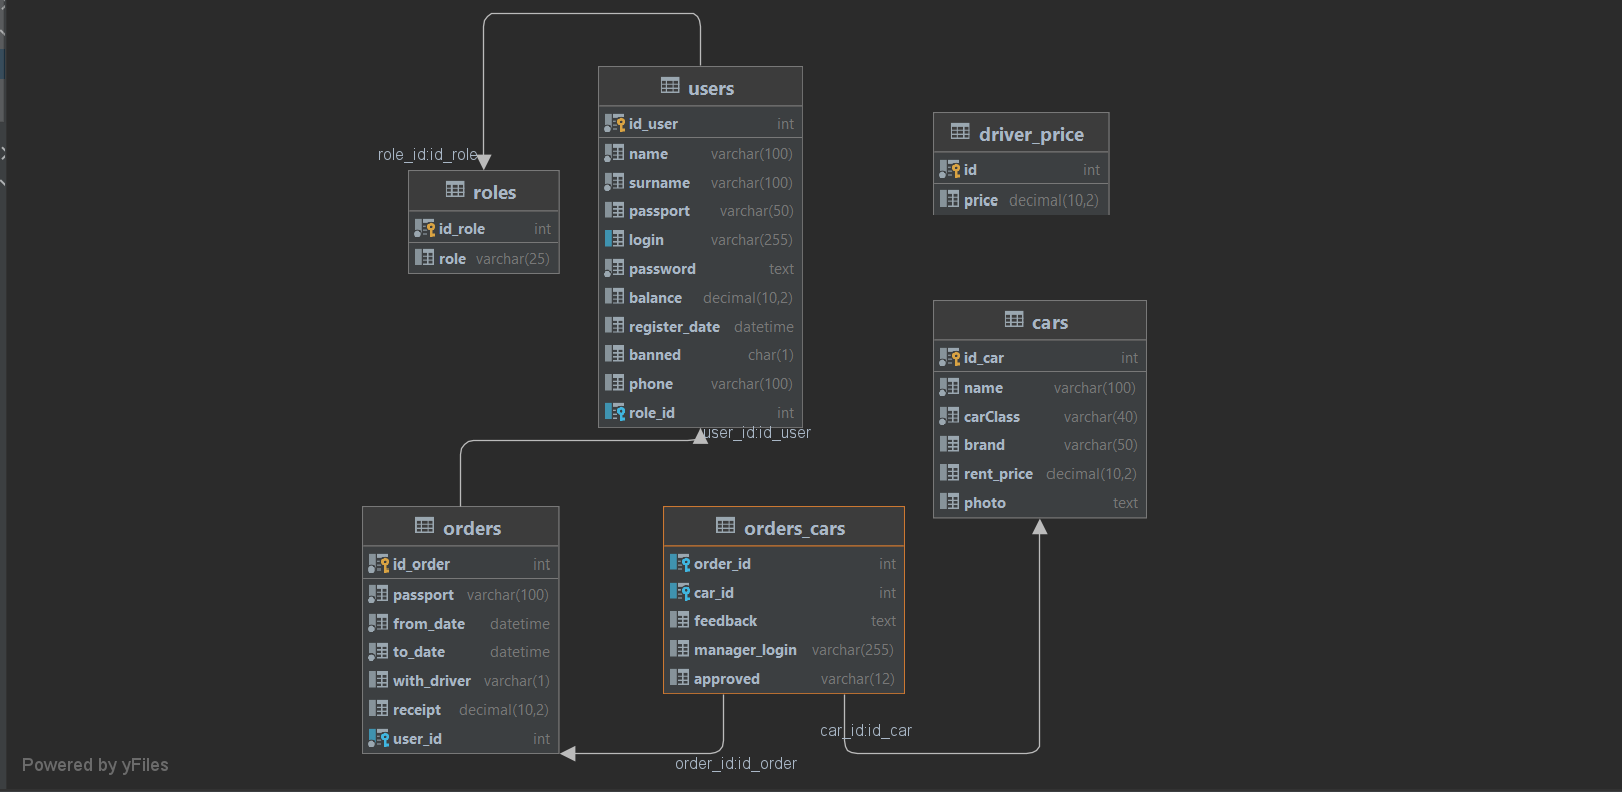 users
id_user int
name varchar(100)
surname varchar(100)
passport varchar(50)
login varchar(255)
password text
balance decimal(10,2)
register_date datetime
banned char(1)
phone varchar(100)
role_id int
driver_price
id int
price decimal(10,2)
role_id:id_role
roles
id_role int
role varchar(25)
cars
id_car int
name varchar(100)
carClass varchar(40)
brand varchar(50)
rent_price decimal(10,2)
photo text
user_id:id_user
orders
id_order int
passport varchar(100)
from_date datetime
to_date datetime
with_driver varchar(1)
receipt decimal(10,2)
user_id int
orders_cars
order_id int
car_id int
feedback text
manager_login varchar(255)
approved varchar(12)
car_id:id_car
order_id:id_order
Powered by yFiles